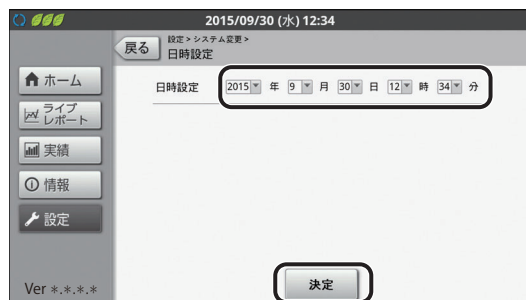 2015/09/30 (水) 12:34
戻る
設定 > システム変更 >
日時設定
ホーム
ライブ
レポート
実績
情報
設定
Ver *.*.*.*
日時設定 2015 年 9 月 30 日 12 時 34 分
決定